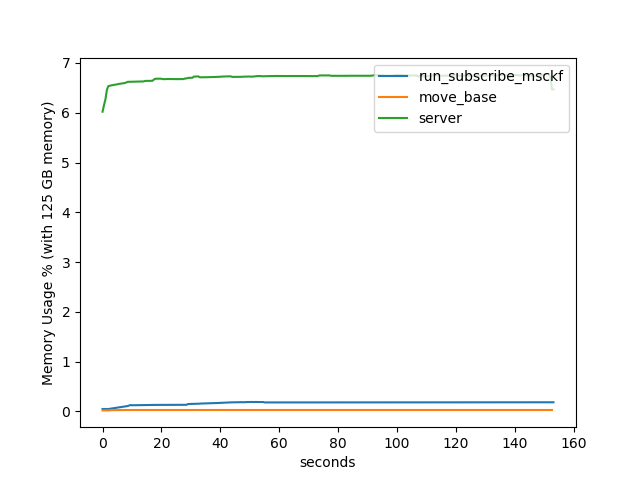 7
6
5
4
3
2
1
0
Memory Usage % (with 125 GB memory)
run_subscribe_msckf
move_base
server
0 20 40 60 80 100 120 140 160
seconds